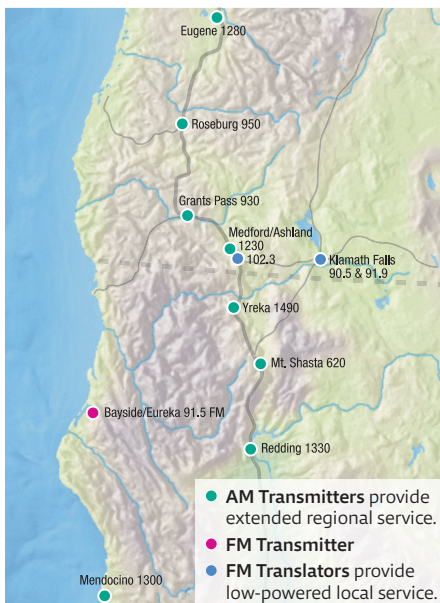 Eugene 1280
Roseburg 950
Grants Pass 930
Medford/Ashland
1230
102.3
Klamath Falls
90.5 & 91.9
Yreka 1490
Mt. Shasta 620
Bayside/Eureka 91.5 FM
Redding 1330
Mendocino 1300
AM Transmitters provide
extended regional service.
FM Transmitter
FM Translators provide
low-powered local service.